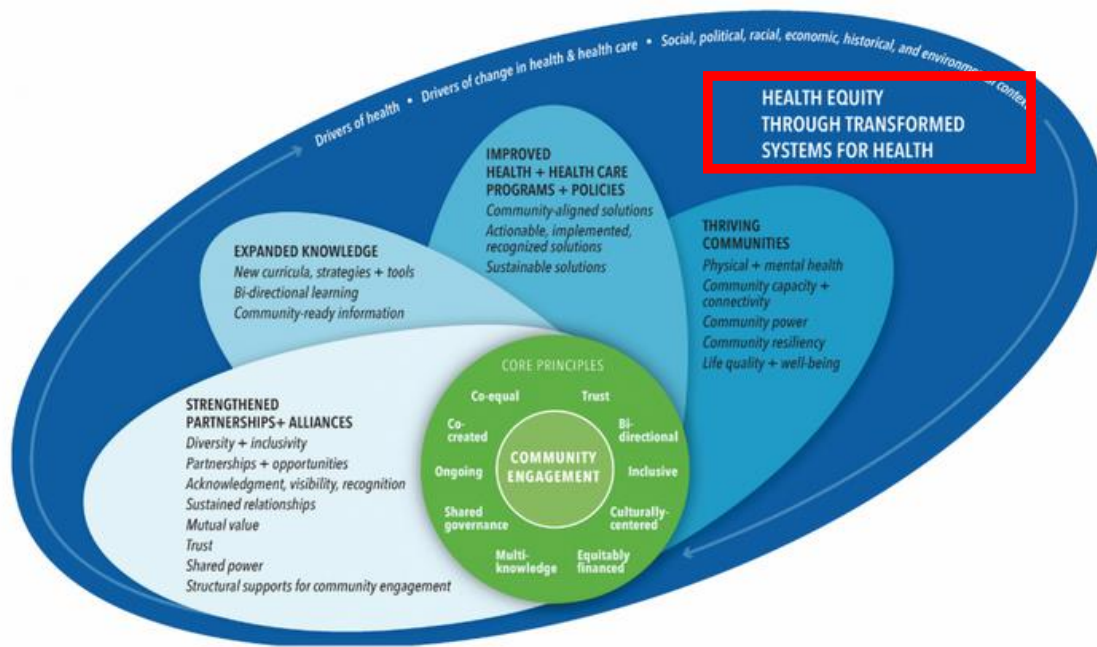 Drivers of health • Drivers of change in health & health care • Social, political, racial, economic, historical, and environmental context
HEALTH EQUITY
THROUGH TRANSFORMED
SYSTEMS FOR HEALTH
IMPROVED
HEALTH + HEALTH CARE
PROGRAMS + POLICIES
Community-aligned solutions
Actionable, implemented,
recognized solutions
Sustainable solutions
THRIVING
COMMUNITIES
Physical + mental health
Community capacity +
connectivity
Community power
Community resiliency
Life quality + well-being
EXPANDED KNOWLEDGE
New curricula, strategies + tools
Bi-directional learning
Community-ready information
STRENGTHENED
PARTNERSHIPS+ ALLIANCES
Diversity + inclusivity
Partnerships + opportunities
Acknowledgment, visibility, recognition
Sustained relationships
Mutual value
Trust
Shared power
Structural supports for community engagement
CORE PRINCIPLES
Co-equal
Trust
Co-
created
Bi-
directional
Ongoing
COMMUNITY
ENGAGEMENT
Inclusive
Shared
governance
Culturally-
centered
Multi-
knowledge
Equitably
financed